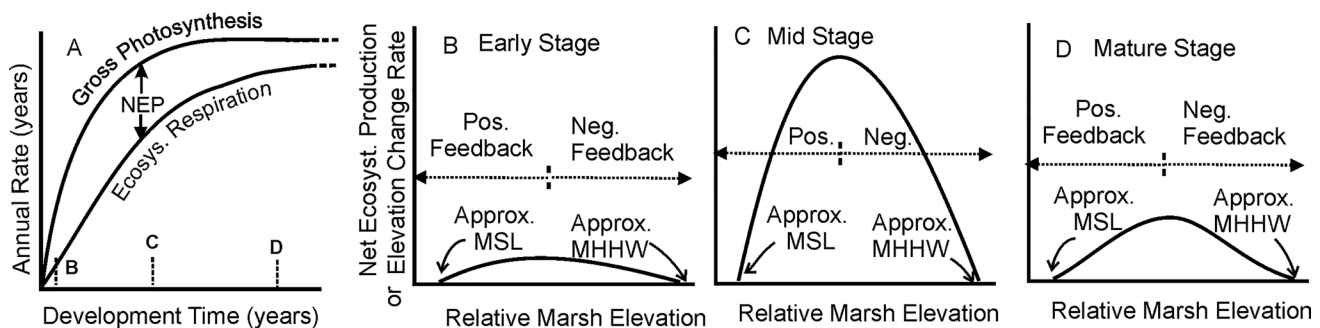 A
Gross Photosynthesis
NEP
Ecosys. Respiration
B
C
D
Annual Rate (years)
Development Time (years)
Net Ecosyst. Production
or Elevation Change Rate
B Early Stage
Pos.
Feedback
Neg.
Feedback
Approx.
MSL
Approx.
MHHW
Relative Marsh Elevation
C Mid Stage
Pos.
Neg.
Approx.
MSL
Approx.
MHHW
Relative Marsh Elevation
D Mature Stage
Pos.
Feedback
Neg.
Feedback
Approx.
MSL
Approx.
MHHW
Relative Marsh Elevation